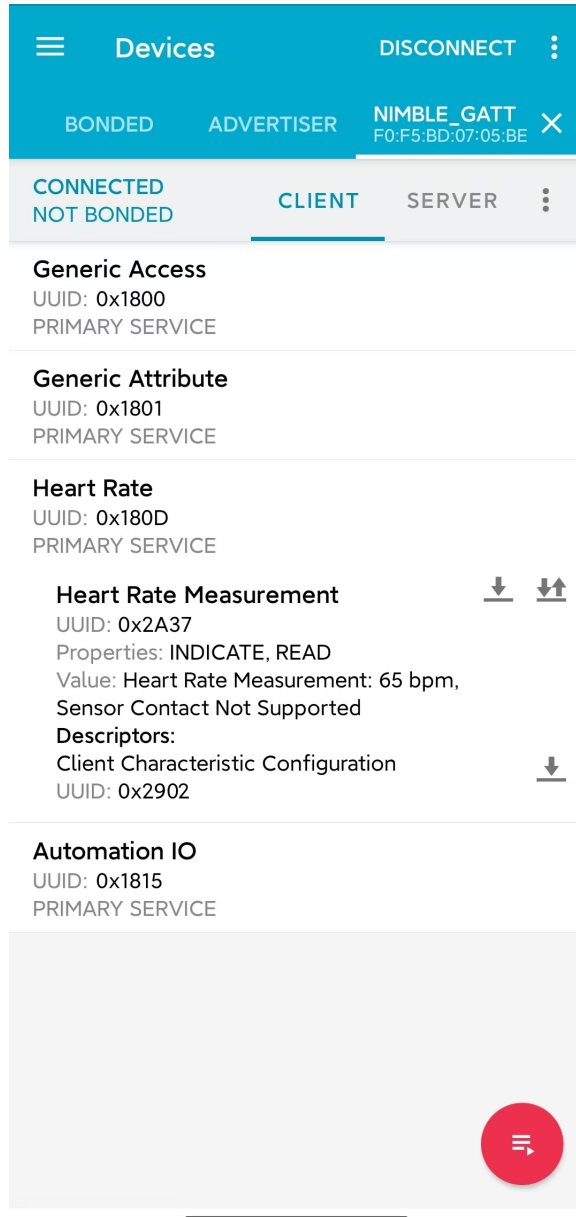 Devices
DISCONNECT
BONDED
ADVERTISER
NIMBLE_GATT
F0:F5:BD:07:05:BE
CONNECTED
NOT BONDED
CLIENT
SERVER
Generic Access
UUID: 0x1800
PRIMARY SERVICE
Generic Attribute
UUID: 0x1801
PRIMARY SERVICE
Heart Rate
UUID: 0x180D
PRIMARY SERVICE
Heart Rate Measurement
UUID: 0x2A37
Properties: INDICATE, READ
Value: Heart Rate Measurement: 65 bpm,
Sensor Contact Not Supported
Descriptors:
Client Characteristic Configuration
UUID: 0x2902
Automation IO
UUID: 0x1815
PRIMARY SERVICE